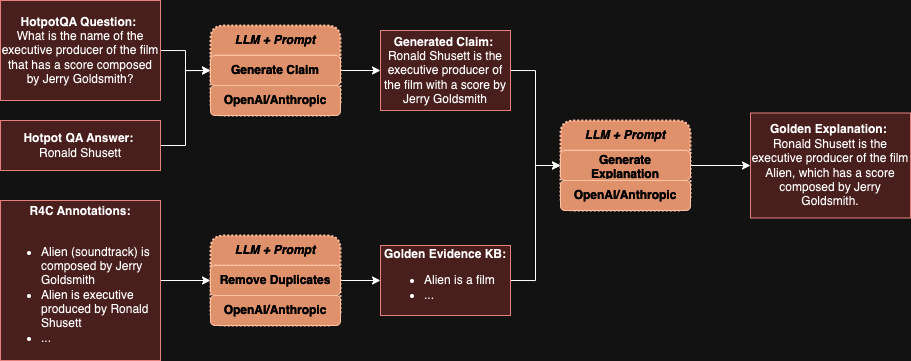 HotpotQA Question:
What is the name of the
executive producer of the film
that has a score composed
by Jerry Goldsmith?
Hotpot QA Answer:
Ronald Shusett
LLM + Prompt
Generate Claim
OpenAI/Anthropic
Generated Claim:
Ronald Shusett is the
executive producer of
the film with a score by
Jerry Goldsmith
R4C Annotations:
• Alien (soundtrack) is
composed by Jerry
Goldsmith
• Alien is executive
produced by Ronald
Shusett
• ...
LLM + Prompt
Remove Duplicates
OpenAI/Anthropic
Golden Evidence KB:
• Alien is a film
• ...
LLM + Prompt
Generate
Explanation
OpenAI/Anthropic
Golden Explanation:
Ronald Shusett is the
executive producer of the film
Alien, which has a score
composed by Jerry
Goldsmith.